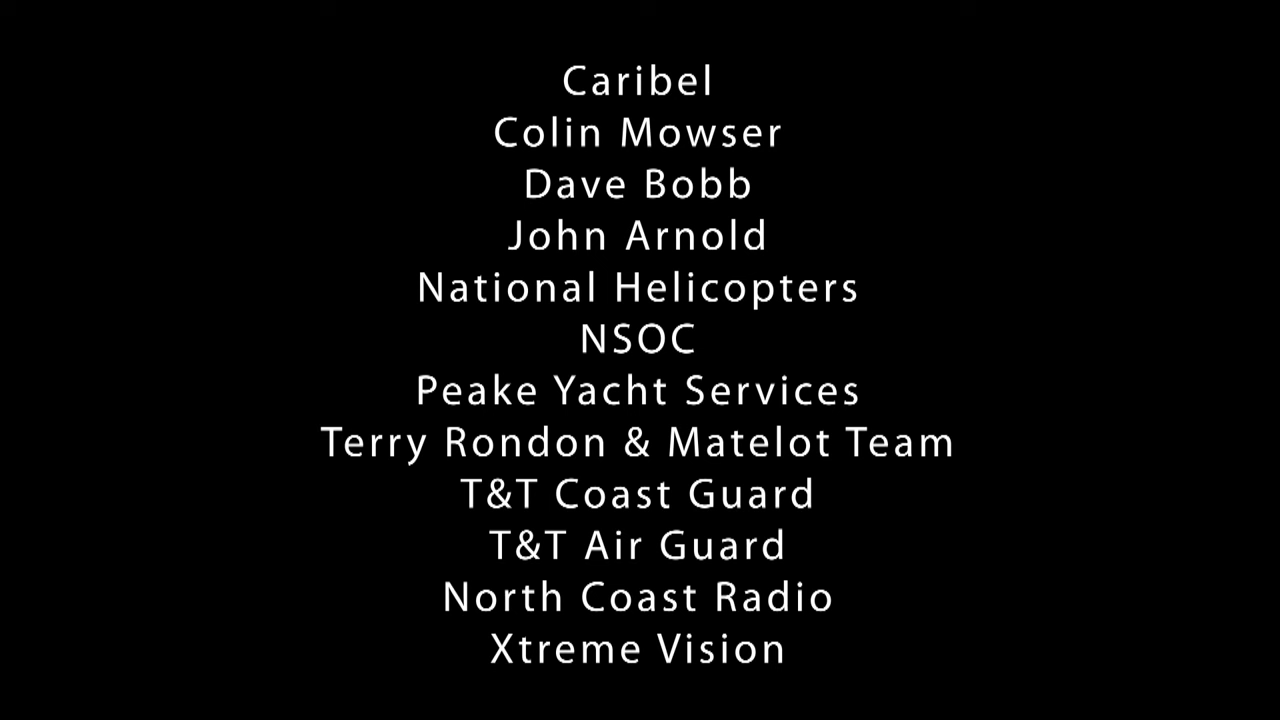 Caribel
Colin Mowser
Dave Bobb
John Arnold
National Helicopters
NSOC
Peake Yacht Services
Terry Rondon & Matelot Team
T&T Coast Guard
T&T Air Guard
North Coast Radio
Xtreme Vision